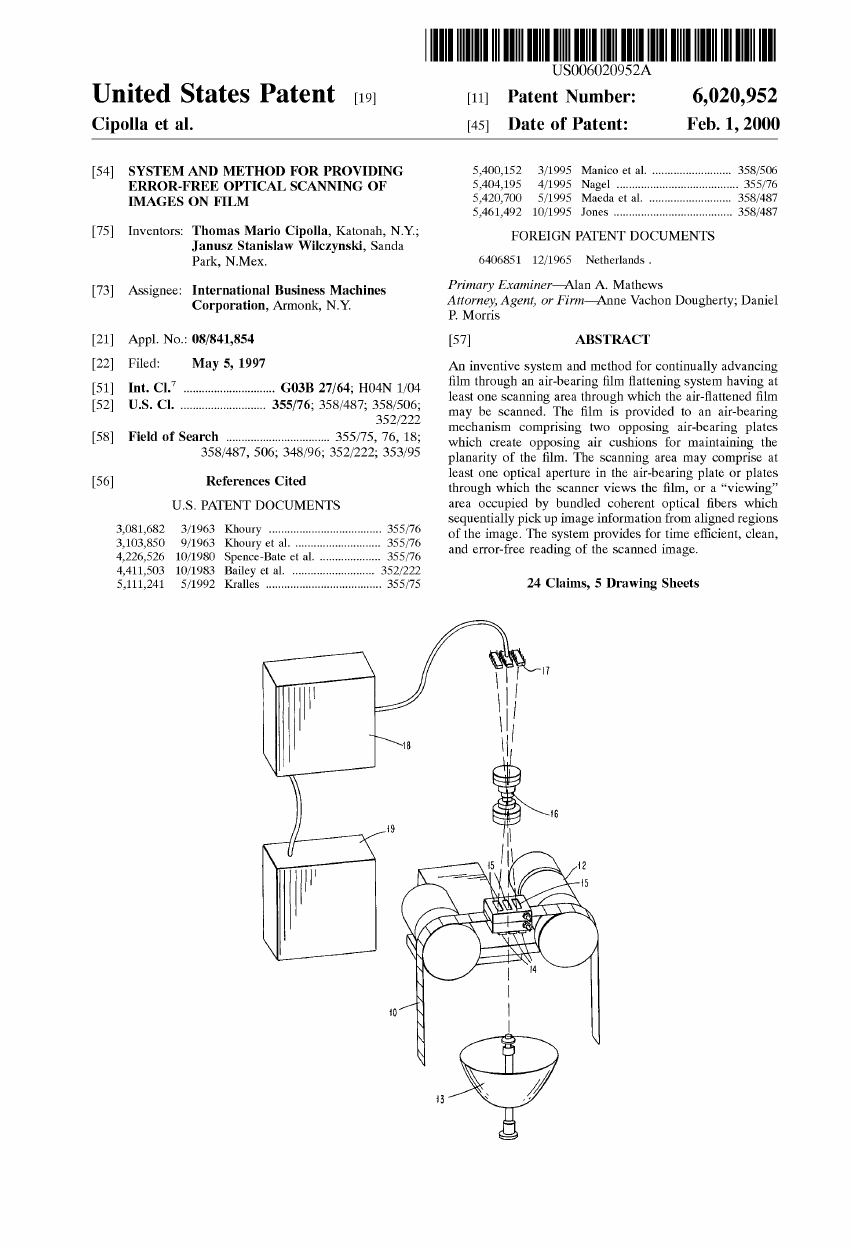 US006020952A
United States Patent [19]
Cipolla et al.
[11] Patent Number: 6,020,952
[45] Date of Patent: Feb. 1, 2000
[54] SYSTEM AND METHOD FOR PROVIDING
ERROR-FREE OPTICAL SCANNING OF
IMAGES ON FILM
[75] Inventors: Thomas Mario Cipolla, Katonah, N.Y.;
Janusz Stanislaw Wilczynski, Sanda
Park, N.Mex.
[73] Assignee: International Business Machines
Corporation, Armonk, N.Y.
[21] Appl. No.: 08/841,854
[22] Filed: May 5, 1997
[51] Int. Cl.7 ............................. G03B 27/64; H04N 1/04
[52] U.S. Cl. ........................... 355/76; 358/487; 358/506;
352/222
[58] Field of Search ................................. 355/75, 76, 18;
358/487, 506; 348/96; 352/222; 353/95
[56] References Cited
U.S. PATENT DOCUMENTS
3,081,682 3/1963 Khoury .................................... 355/76
3,103,850 9/1963 Khoury et al. ........................... 355/76
4,226,526 10/1980 Spence-Bate et al. ................... 355/76
4,411,503 10/1983 Bailey et al. .......................... 352/222
5,111,241 5/1992 Kralles ..................................... 355/75
5,400,152 3/1995 Manico et al. ......................... 358/506
5,404,195 4/1995 Nagel ....................................... 355/76
5,420,700 5/1995 Maeda et al. .......................... 358/487
5,461,492 10/1995 Jones ...................................... 358/487
FOREIGN PATENT DOCUMENTS
6406851 12/1965 Netherlands .
Primary Examiner—Alan A. Mathews
Attorney, Agent, or Firm—Anne Vachon Dougherty; Daniel
P. Morris
[57] ABSTRACT
An inventive system and method for continually advancing
film through an air-bearing film flattening system having at
least one scanning area through which the air-flattened film
may be scanned. The film is provided to an air-bearing
mechanism comprising two opposing air-bearing plates
which create opposing air cushions for maintaining the
planarity of the film. The scanning area may comprise at
least one optical aperture in the air-bearing plate or plates
through which the scanner views the film, or a “viewing”
area occupied by bundled coherent optical fibers which
sequentially pick up image information from aligned regions
of the image. The system provides for time efficient, clean,
and error-free reading of the scanned image.
24 Claims, 5 Drawing Sheets
17
18
16
19
15
12
15
14
10
13